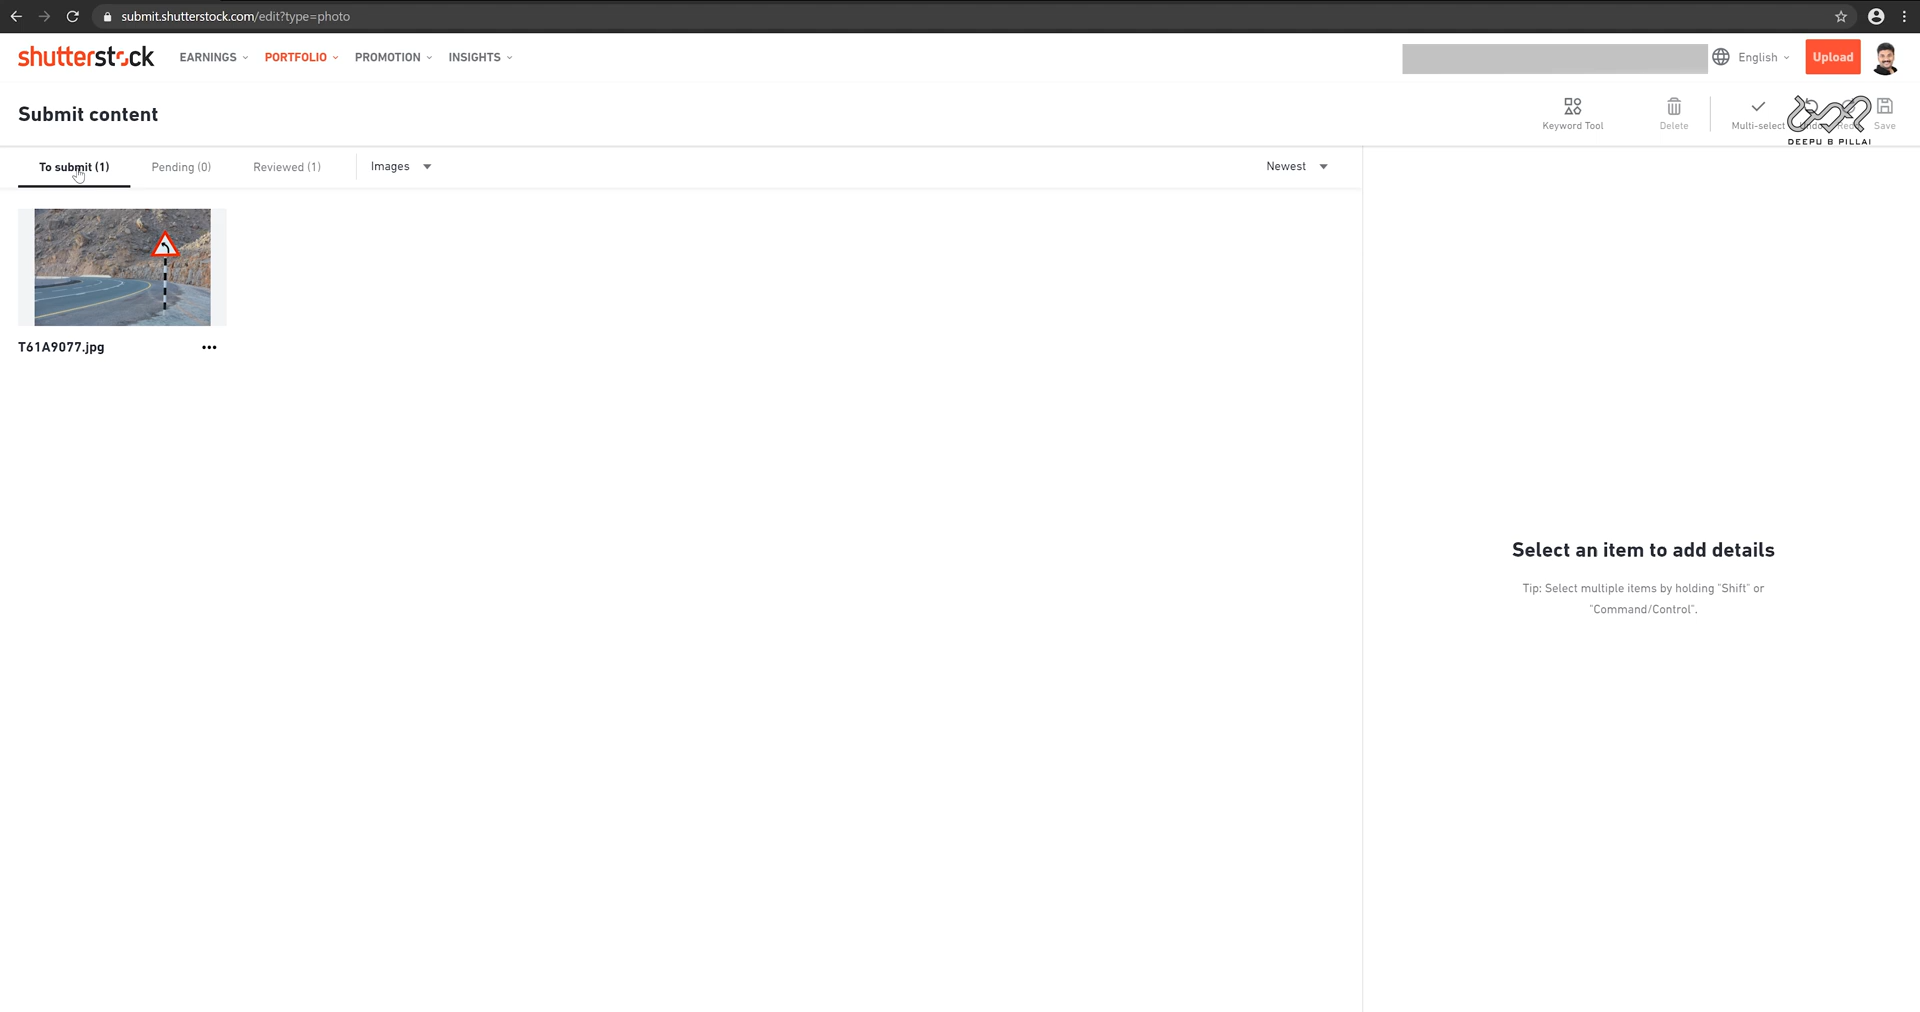 submit.shutterstock.com/edit?type=photo
shutterstock
EARNINGS
PORTFOLIO
PROMOTION
INSIGHTS
English
Upload
Submit content
Keyword Tool
Delete
Multi-select
Save
DEEPU B PILLAI
To submit (1)
Pending (0)
Reviewed (1)
Images
Newest
T61A9077.jpg
Select an item to add details
Tip: Select multiple items by holding "Shift" or
"Command/Control".